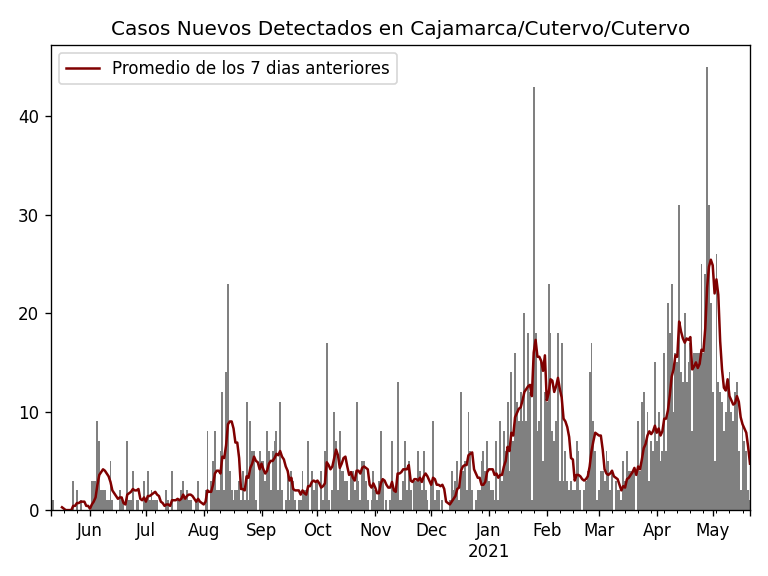 Casos Nuevos Detectados en Cajamarca/Cutervo/Cutervo
Promedio de los 7 dias anteriores
40
30
20
10
0
Jun Jul Aug Sep Oct Nov Dec Jan Feb Mar Apr May
2021